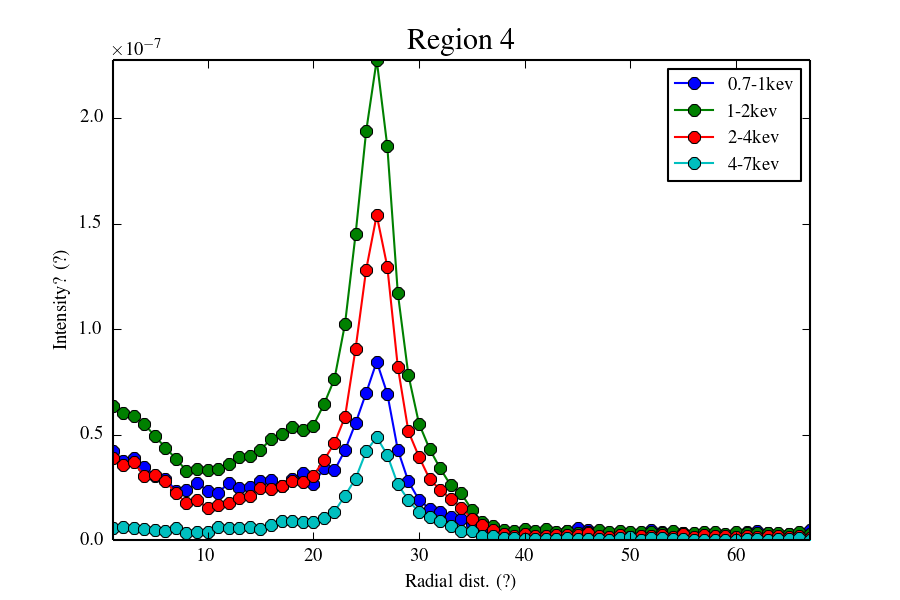 Region 4
×10⁻⁷
2.0
1.5
1.0
0.5
0.0
Intensity? (?)
0.7-1kev
1-2kev
2-4kev
4-7kev
10 20 30 40 50 60
Radial dist. (?)